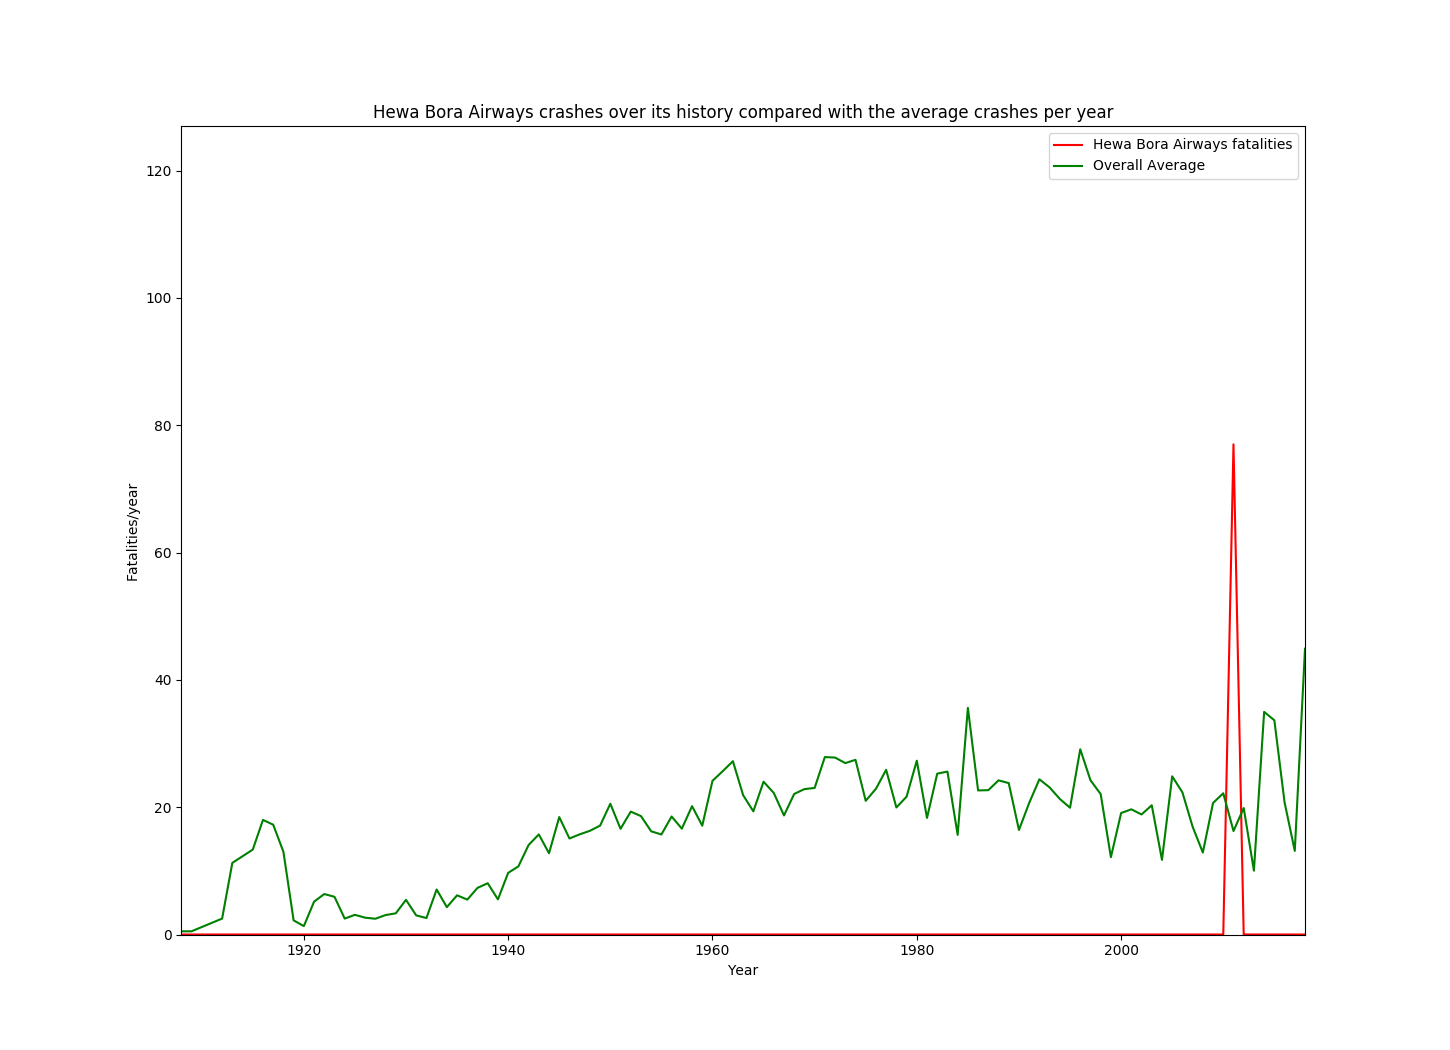 Hewa Bora Airways crashes over its history compared with the average crashes per year
Hewa Bora Airways fatalities
Overall Average
120
100
80
60
40
20
0
Fatalities/year
1920 1940 1960 1980 2000
Year